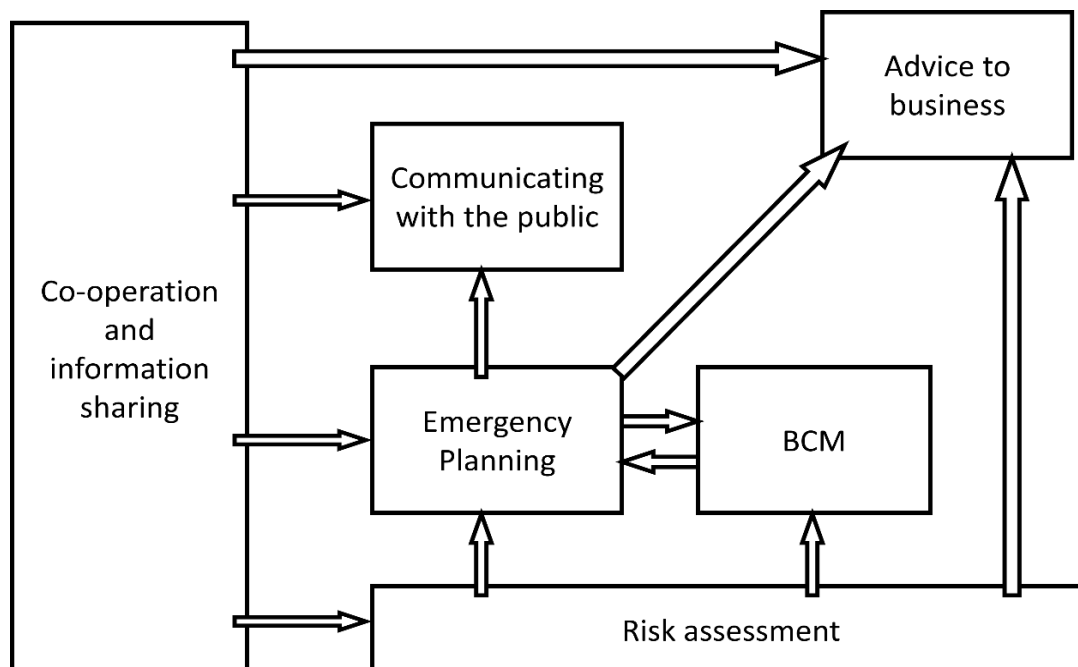 Co-operation
and
information
sharing
Advice to
business
Communicating
with the public
Emergency
Planning
BCM
Risk assessment